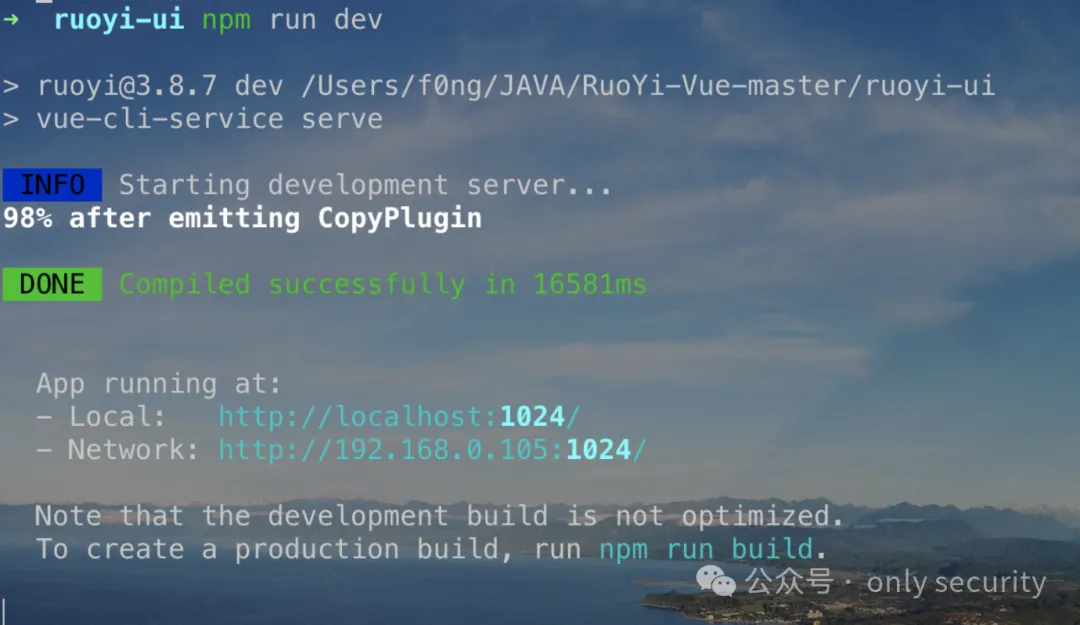 → ruoyi-ui npm run dev
> ruoyi@3.8.7 dev /Users/f0ng/JAVA/RuoYi-Vue-master/ruoyi-ui
> vue-cli-service serve
INFO Starting development server...
98% after emitting CopyPlugin
DONE Compiled successfully in 16581ms
App running at:
- Local: http://localhost:1024/
- Network: http://192.168.0.105:1024/
Note that the development build is not optimized.
To create a production build, run npm run build.
公众号 · only security